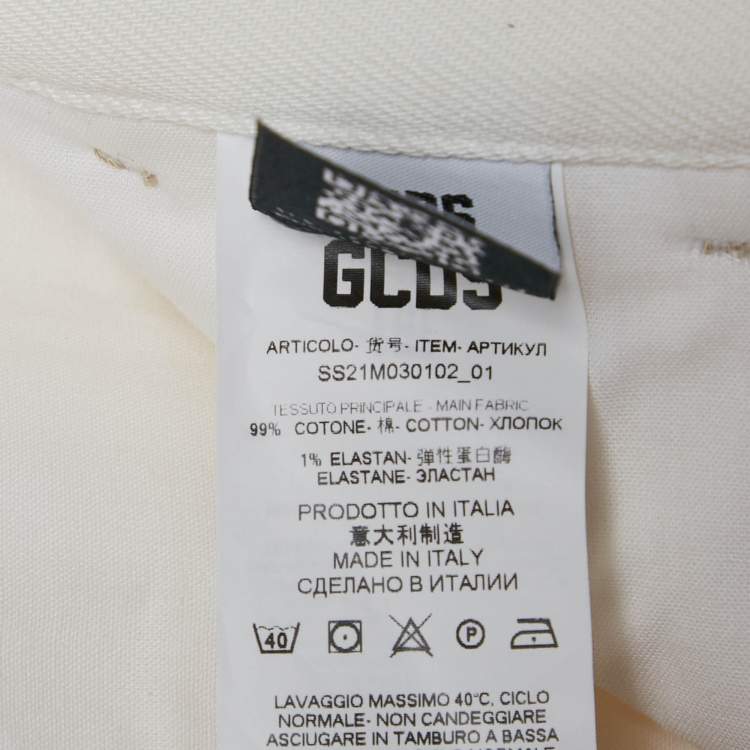 GCDS
ARTICOLO- 货号- ITEM- АРТИКУЛ
SS21M030102_01
TESSUTO PRINCIPALE - MAIN FABRIC
99% COTONE- 棉- COTTON- ХЛОПОК
1% ELASTAN- 弹性蛋白酶
ELASTANE- ЭЛАСТАН
PRODOTTO IN ITALIA
意大利制造
MADE IN ITALY
СДЕЛАНО В ИТАЛИИ
40 P
LAVAGGIO MASSIMO 40°C, CICLO
NORMALE- NON CANDEGGIARE
ASCIUGARE IN TAMBURO A BASSA